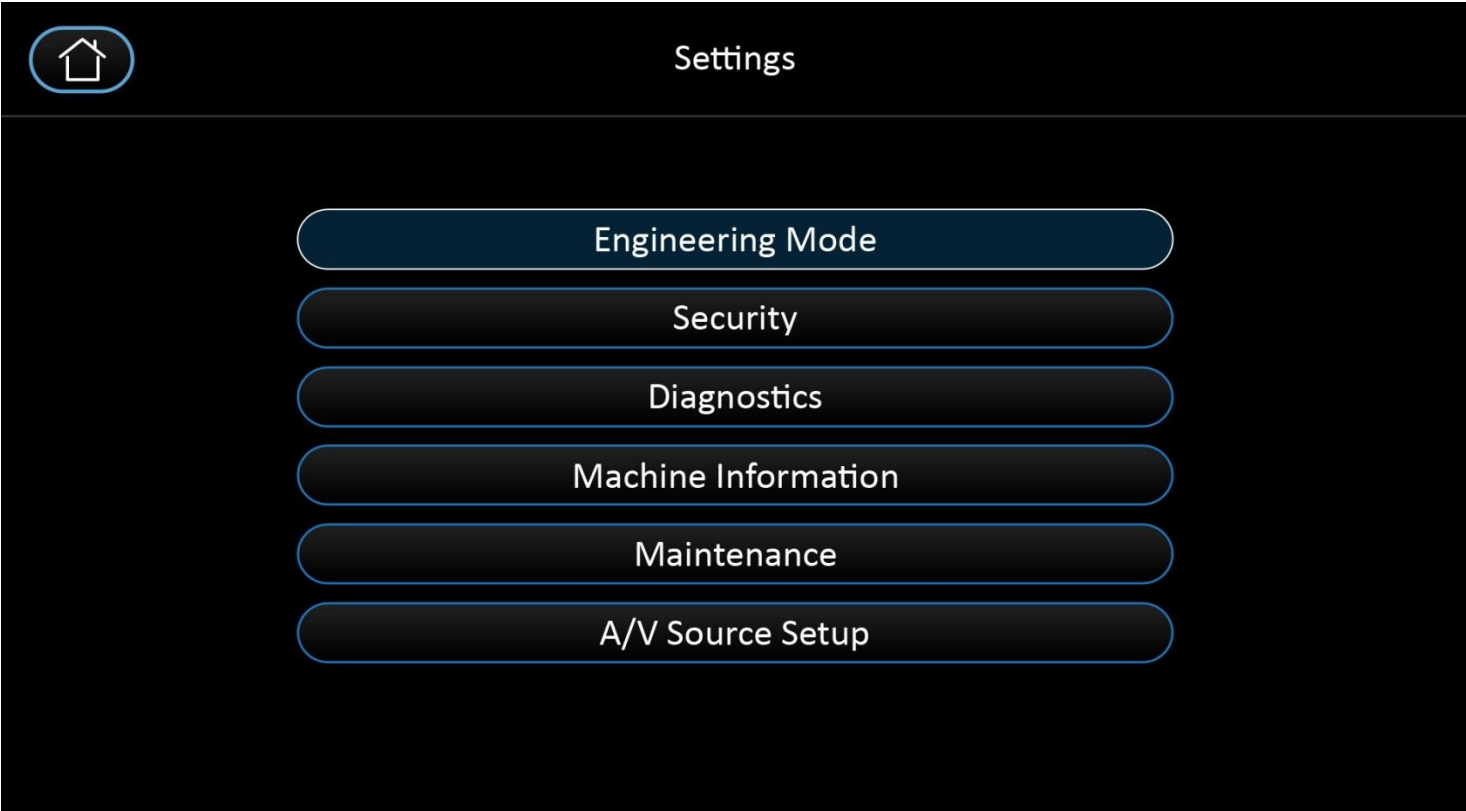 Settings
Engineering Mode
Security
Diagnostics
Machine Information
Maintenance
A/V Source Setup